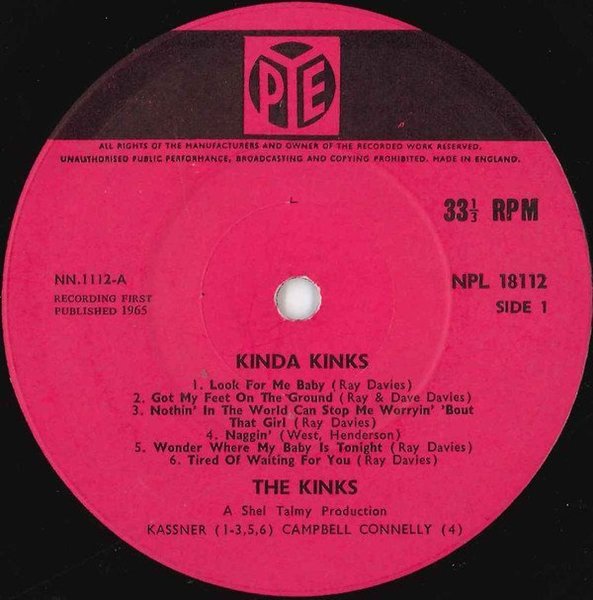 PYE
ALL RIGHTS OF THE MANUFACTURERS AND OWNER OF THE RECORDED WORK RESERVED.
UNAUTHORISED PUBLIC PERFORMANCE, BROADCASTING AND COPYING PROHIBITED. MADE IN ENGLAND.
33⅓ RPM
NN.1112-A
NPL 18112
RECORDING FIRST
PUBLISHED 1965
SIDE 1
KINDA KINKS
1. Look For Me Baby (Ray Davies)
2. Got My Feet On The Ground (Ray & Dave Davies)
3. Nothin' In The World Can Stop Me Worryin' 'Bout
That Girl (Ray Davies)
4. Naggin' (West, Henderson)
5. Wonder Where My Baby Is Tonight (Ray Davies)
6. Tired Of Waiting For You (Ray Davies)
THE KINKS
A Shel Talmy Production
KASSNER (1-3,5,6) CAMPBELL CONNELLY (4)